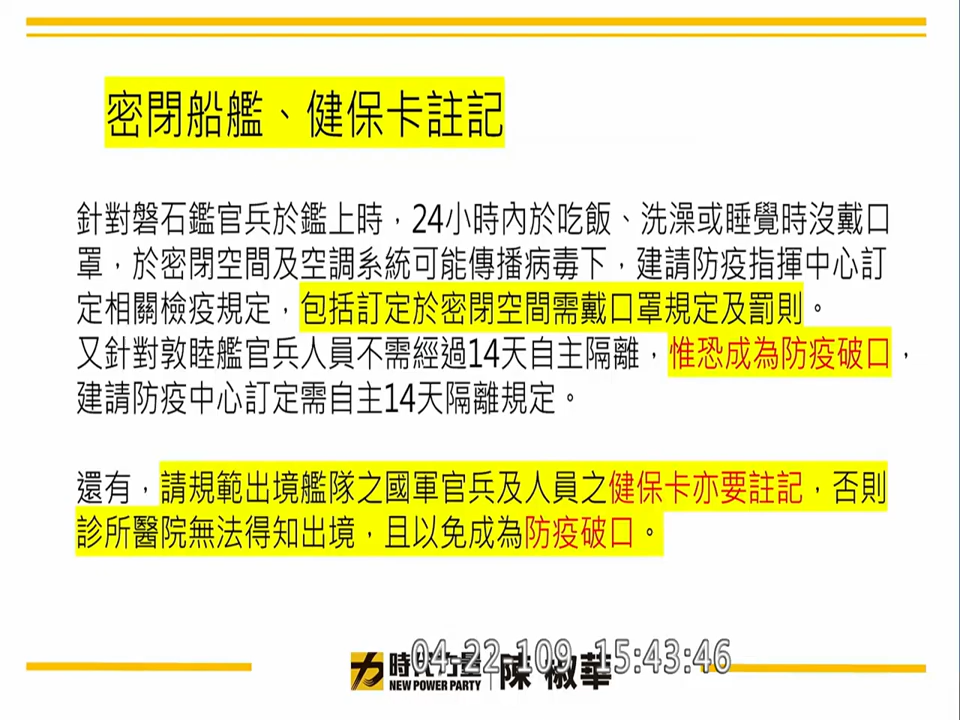 密閉船艦、健保卡註記
針對磐石鑑官兵於鑑上時，24小時內於吃飯、洗澡或睡覺時沒戴口
罩，於密閉空間及空調系統可能傳播病毒下，建請防疫指揮中心訂
定相關檢疫規定，包括訂定於密閉空間需戴口罩規定及罰則。
又針對敦睦艦官兵人員不需經過14天自主隔離，惟恐成為防疫破口，
建請防疫中心訂定需自主14天隔離規定。
還有，請規範出境艦隊之國軍官兵及人員之健保卡亦要註記，否則
診所醫院無法得知出境，且以免成為防疫破口。
04-22-109 15:43:46
時代力量 陳椒華
NEW POWER PARTY